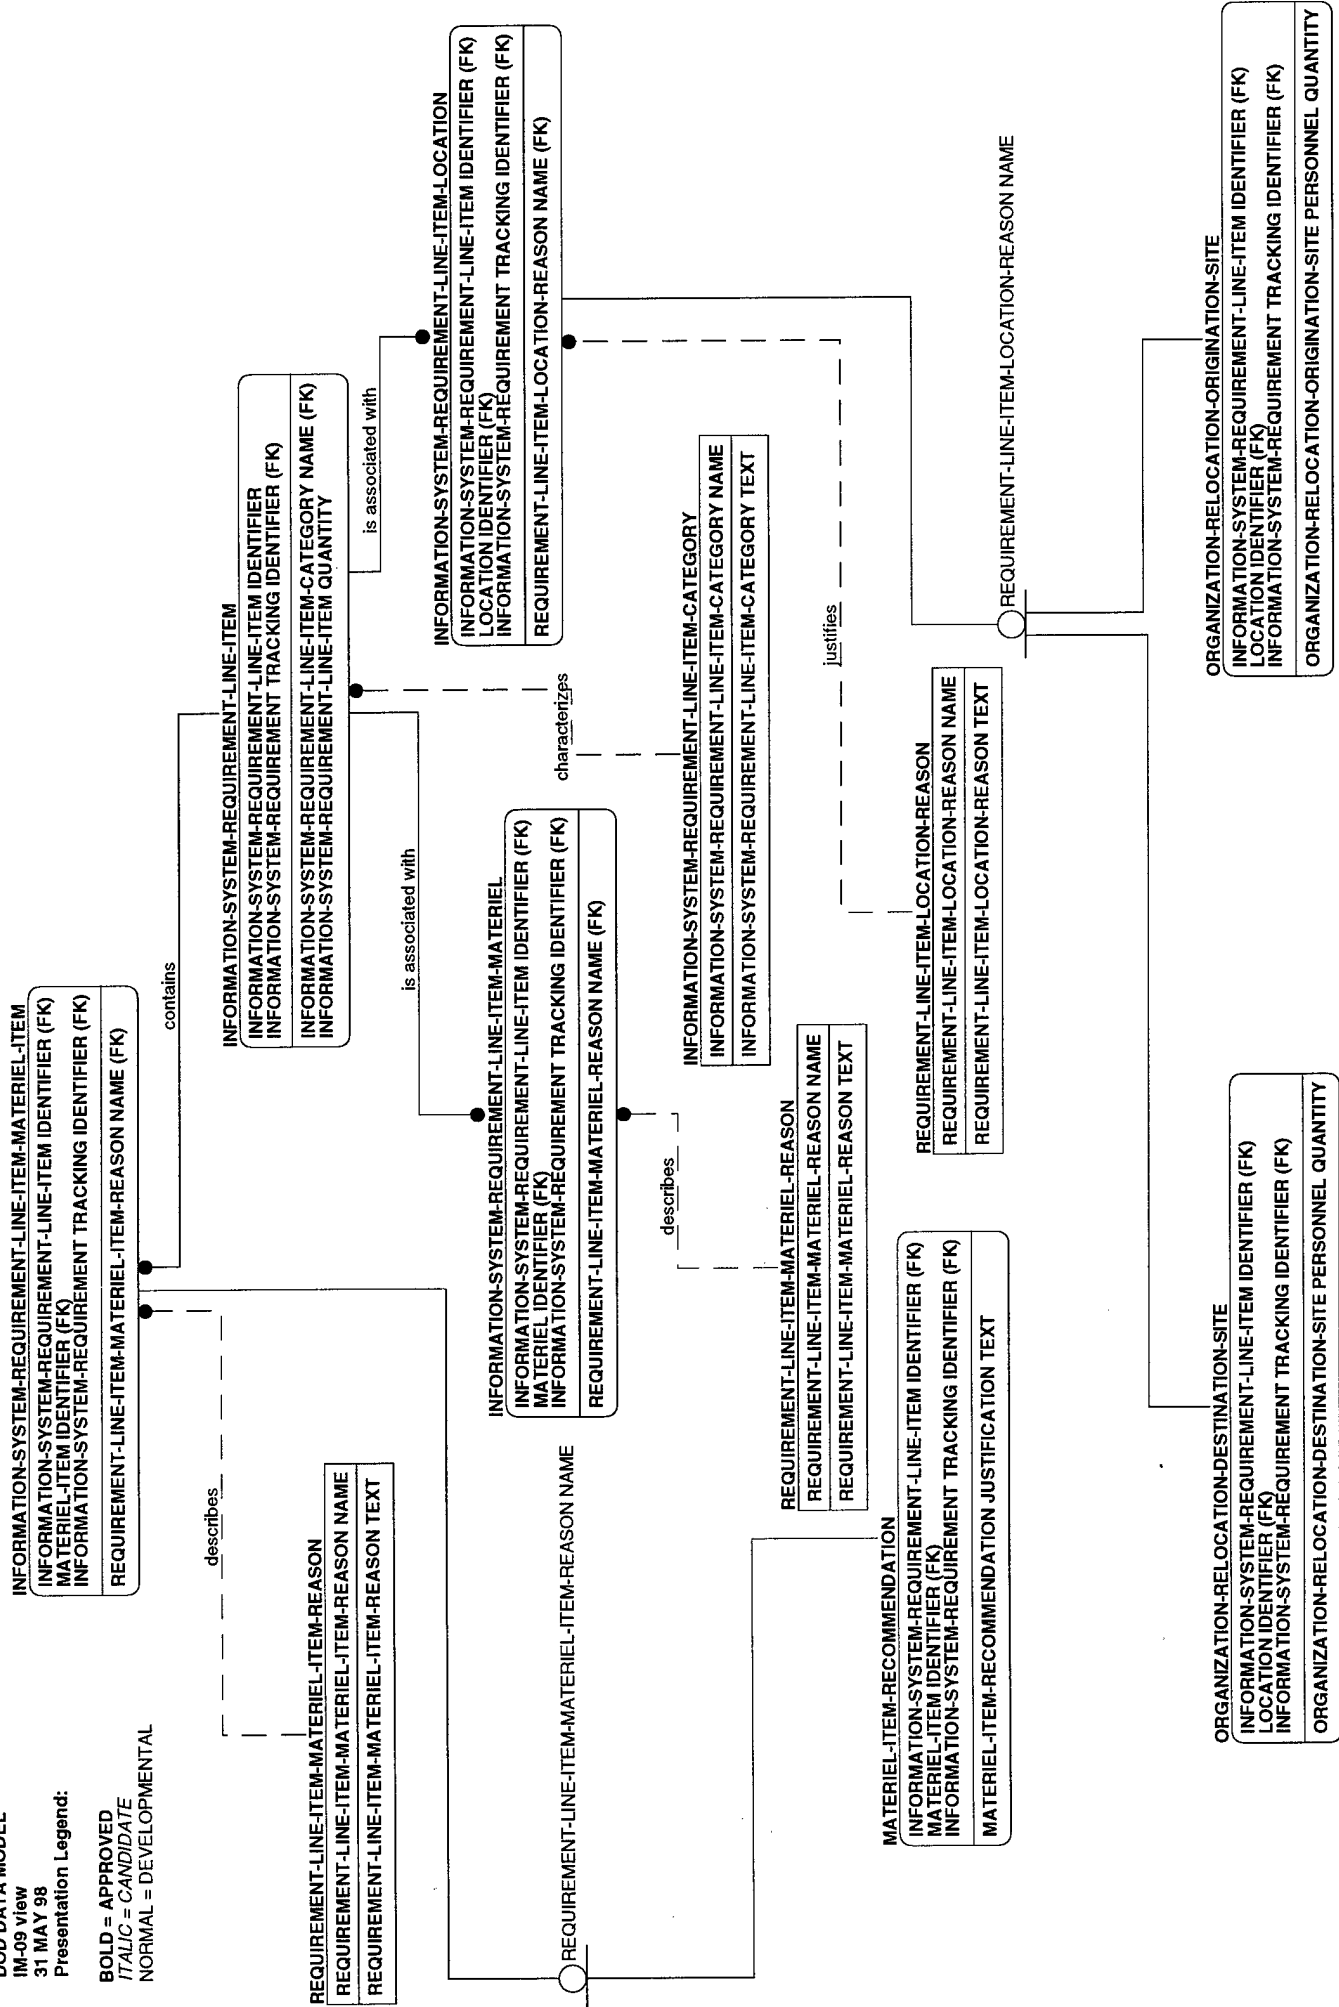 DOD DATA MODEL
IM-09 view
31 MAY 98
Presentation Legend:
BOLD = APPROVED
ITALIC = CANDIDATE
NORMAL = DEVELOPMENTAL
INFORMATION-SYSTEM-REQUIREMENT-LINE-ITEM-MATERIEL-ITEM
INFORMATION-SYSTEM-REQUIREMENT-LINE-ITEM IDENTIFIER (FK)
MATERIEL-ITEM IDENTIFIER (FK)
INFORMATION-SYSTEM-REQUIREMENT TRACKING IDENTIFIER (FK)
REQUIREMENT-LINE-ITEM-MATERIEL-ITEM-REASON NAME (FK)
contains
describes
INFORMATION-SYSTEM-REQUIREMENT-LINE-ITEM
INFORMATION-SYSTEM-REQUIREMENT-LINE-ITEM IDENTIFIER
INFORMATION-SYSTEM-REQUIREMENT TRACKING IDENTIFIER (FK)
INFORMATION-SYSTEM-REQUIREMENT-LINE-ITEM-CATEGORY NAME (FK)
INFORMATION-SYSTEM-REQUIREMENT-LINE-ITEM QUANTITY
REQUIREMENT-LINE-ITEM-MATERIEL-ITEM-REASON
REQUIREMENT-LINE-ITEM-MATERIEL-ITEM-REASON NAME
REQUIREMENT-LINE-ITEM-MATERIEL-ITEM-REASON TEXT
is associated with
is associated with
INFORMATION-SYSTEM-REQUIREMENT-LINE-ITEM-LOCATION
INFORMATION-SYSTEM-REQUIREMENT-LINE-ITEM IDENTIFIER (FK)
LOCATION IDENTIFIER (FK)
INFORMATION-SYSTEM-REQUIREMENT TRACKING IDENTIFIER (FK)
REQUIREMENT-LINE-ITEM-LOCATION-REASON NAME (FK)
INFORMATION-SYSTEM-REQUIREMENT-LINE-ITEM-MATERIEL
INFORMATION-SYSTEM-REQUIREMENT-LINE-ITEM IDENTIFIER (FK)
MATERIEL IDENTIFIER (FK)
INFORMATION-SYSTEM-REQUIREMENT TRACKING IDENTIFIER (FK)
REQUIREMENT-LINE-ITEM-MATERIEL-REASON NAME (FK)
characterizes
REQUIREMENT-LINE-ITEM-MATERIEL-ITEM-REASON NAME
describes
INFORMATION-SYSTEM-REQUIREMENT-LINE-ITEM-CATEGORY
INFORMATION-SYSTEM-REQUIREMENT-LINE-ITEM-CATEGORY NAME
INFORMATION-SYSTEM-REQUIREMENT-LINE-ITEM-CATEGORY TEXT
REQUIREMENT-LINE-ITEM-MATERIEL-REASON
REQUIREMENT-LINE-ITEM-MATERIEL-REASON NAME
REQUIREMENT-LINE-ITEM-MATERIEL-REASON TEXT
justifies
MATERIEL-ITEM-RECOMMENDATION
INFORMATION-SYSTEM-REQUIREMENT-LINE-ITEM IDENTIFIER (FK)
MATERIEL-ITEM IDENTIFIER (FK)
INFORMATION-SYSTEM-REQUIREMENT TRACKING IDENTIFIER (FK)
MATERIEL-ITEM-RECOMMENDATION JUSTIFICATION TEXT
REQUIREMENT-LINE-ITEM-LOCATION-REASON
REQUIREMENT-LINE-ITEM-LOCATION-REASON NAME
REQUIREMENT-LINE-ITEM-LOCATION-REASON TEXT
REQUIREMENT-LINE-ITEM-LOCATION-REASON NAME
ORGANIZATION-RELOCATION-DESTINATION-SITE
INFORMATION-SYSTEM-REQUIREMENT-LINE-ITEM IDENTIFIER (FK)
LOCATION IDENTIFIER (FK)
INFORMATION-SYSTEM-REQUIREMENT TRACKING IDENTIFIER (FK)
ORGANIZATION-RELOCATION-DESTINATION-SITE PERSONNEL QUANTITY
ORGANIZATION-RELOCATION-ORIGINATION-SITE
INFORMATION-SYSTEM-REQUIREMENT-LINE-ITEM IDENTIFIER (FK)
LOCATION IDENTIFIER (FK)
INFORMATION-SYSTEM-REQUIREMENT TRACKING IDENTIFIER (FK)
ORGANIZATION-RELOCATION-ORIGINATION-SITE PERSONNEL QUANTITY